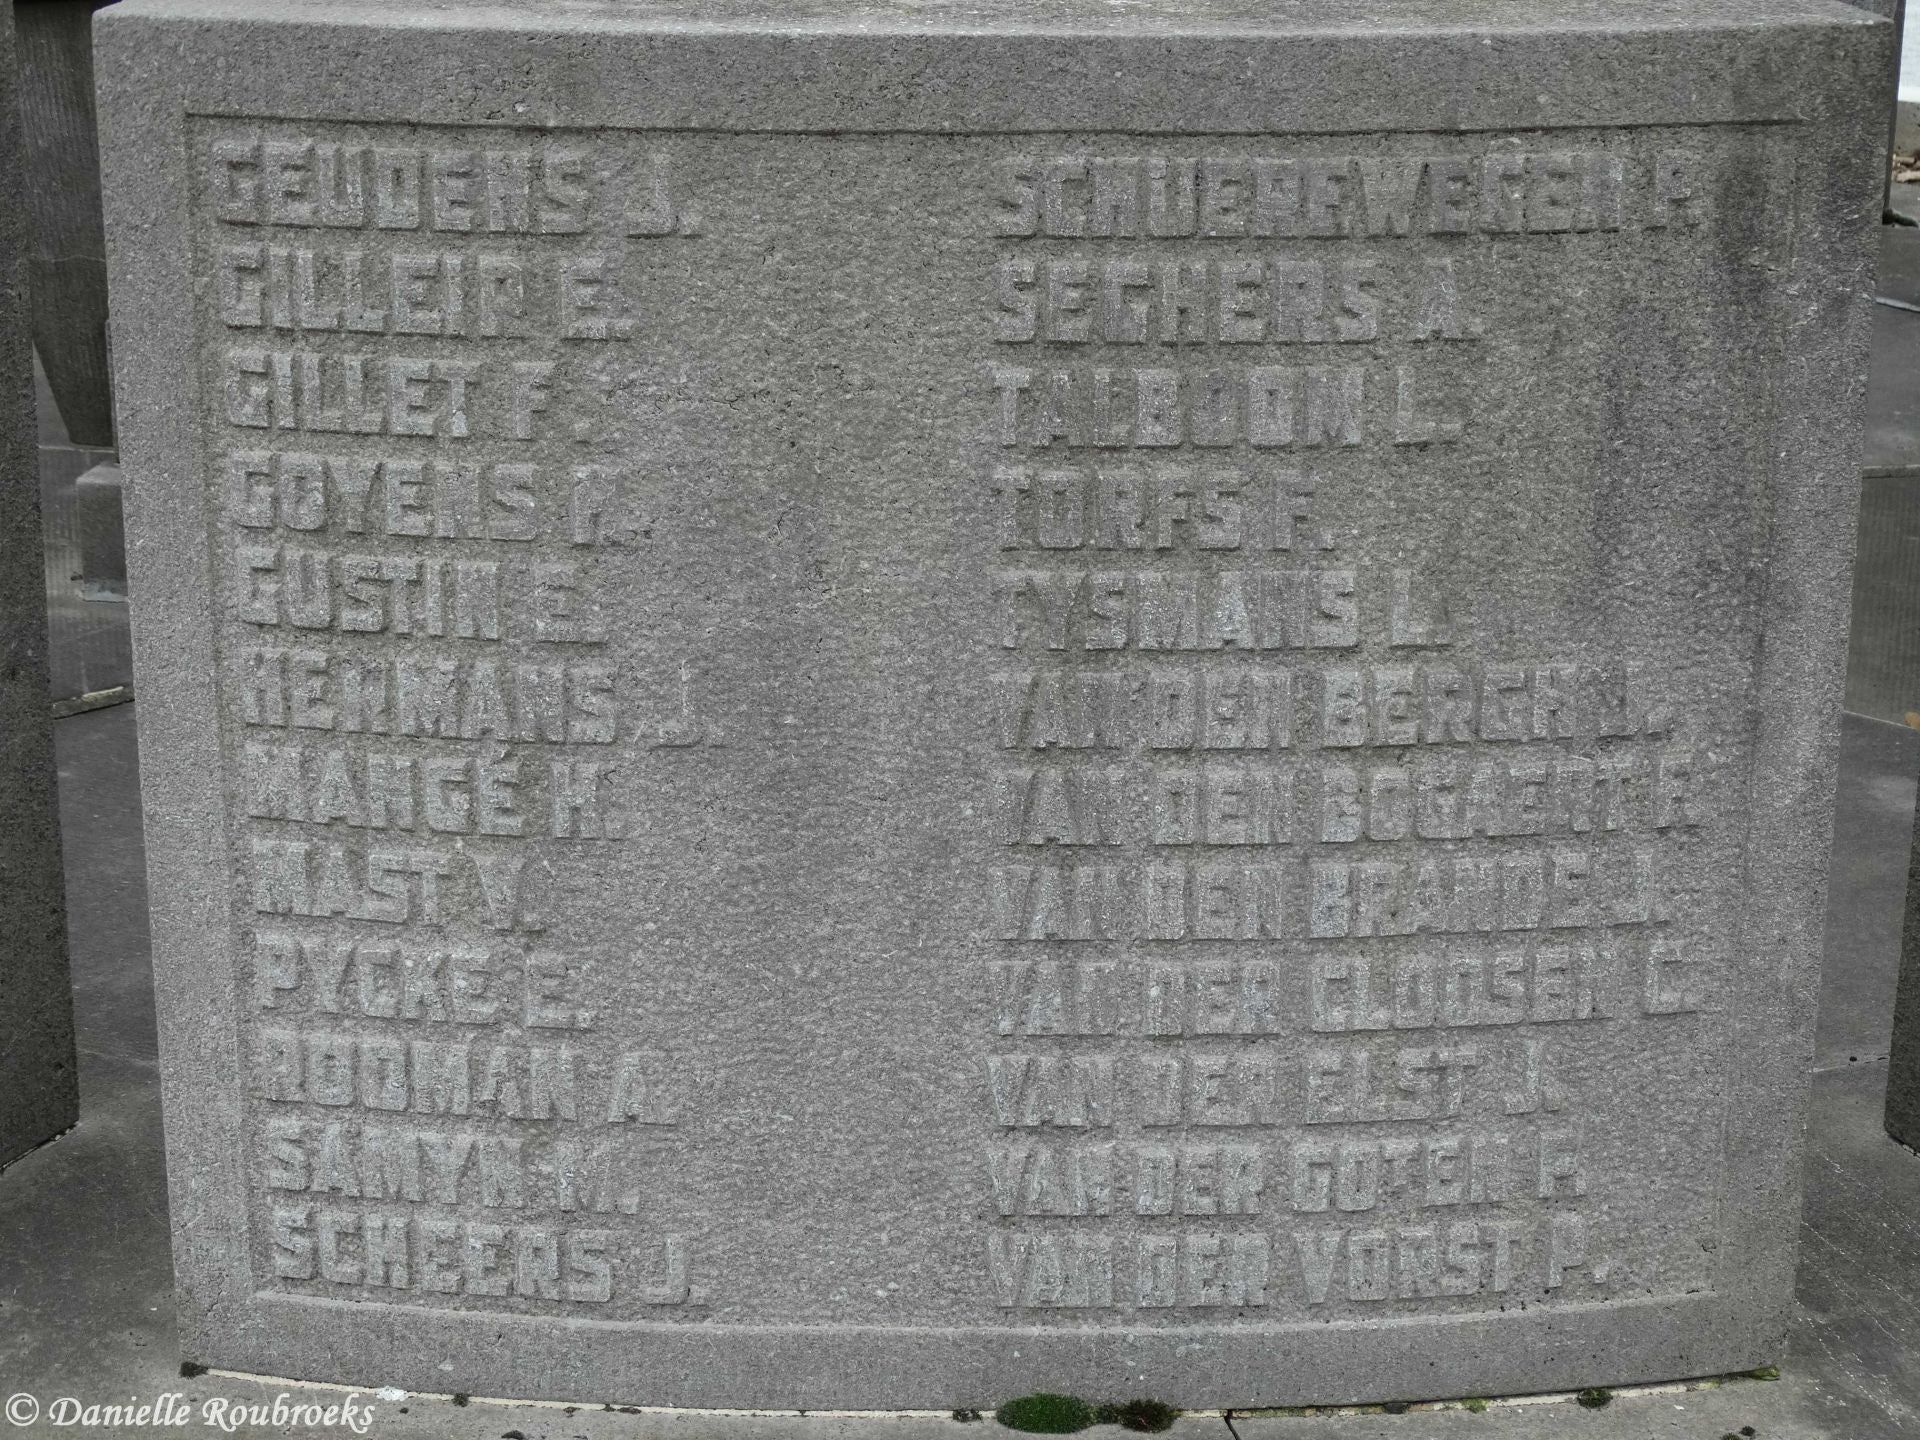 GEUDENS J.
GILLEIR E.
GILLET F.
GOYENS H.
GUSTIN E.
HERMANS J.
MAHGÉ H.
MAST V.
PYCKE E.
ROOMAN A.
SAMYN M.
SCHEERS J.
SCHUEREWEGEN P.
SEGHERS A.
TALBOOM L.
TORFS F.
TYSMANS L.
VAN DEN BERGH J.
VAN DEN BOGAERT F.
VAN DEN BRANDE J.
VAN DER CLOOSEN C.
VAN DER ELST J.
VAN DER GOTEN F.
VAN DER VORST P.
© Danielle Roubroeks